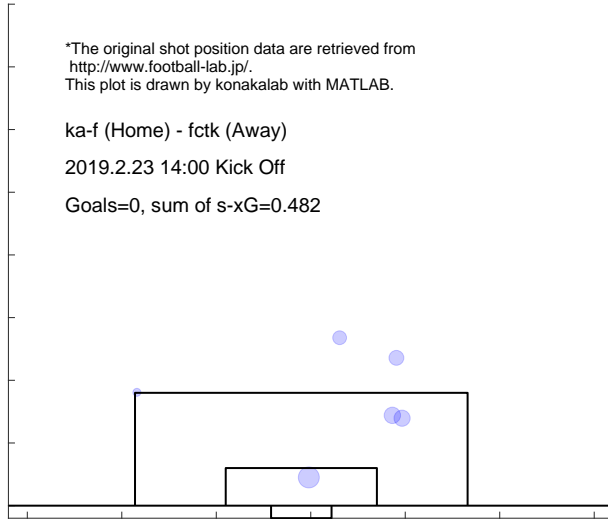 *The original shot position data are retrieved from
http://www.football-lab.jp/.
This plot is drawn by konakalab with MATLAB.
ka-f (Home) - fctk (Away)
2019.2.23 14:00 Kick Off
Goals=0, sum of s-xG=0.482